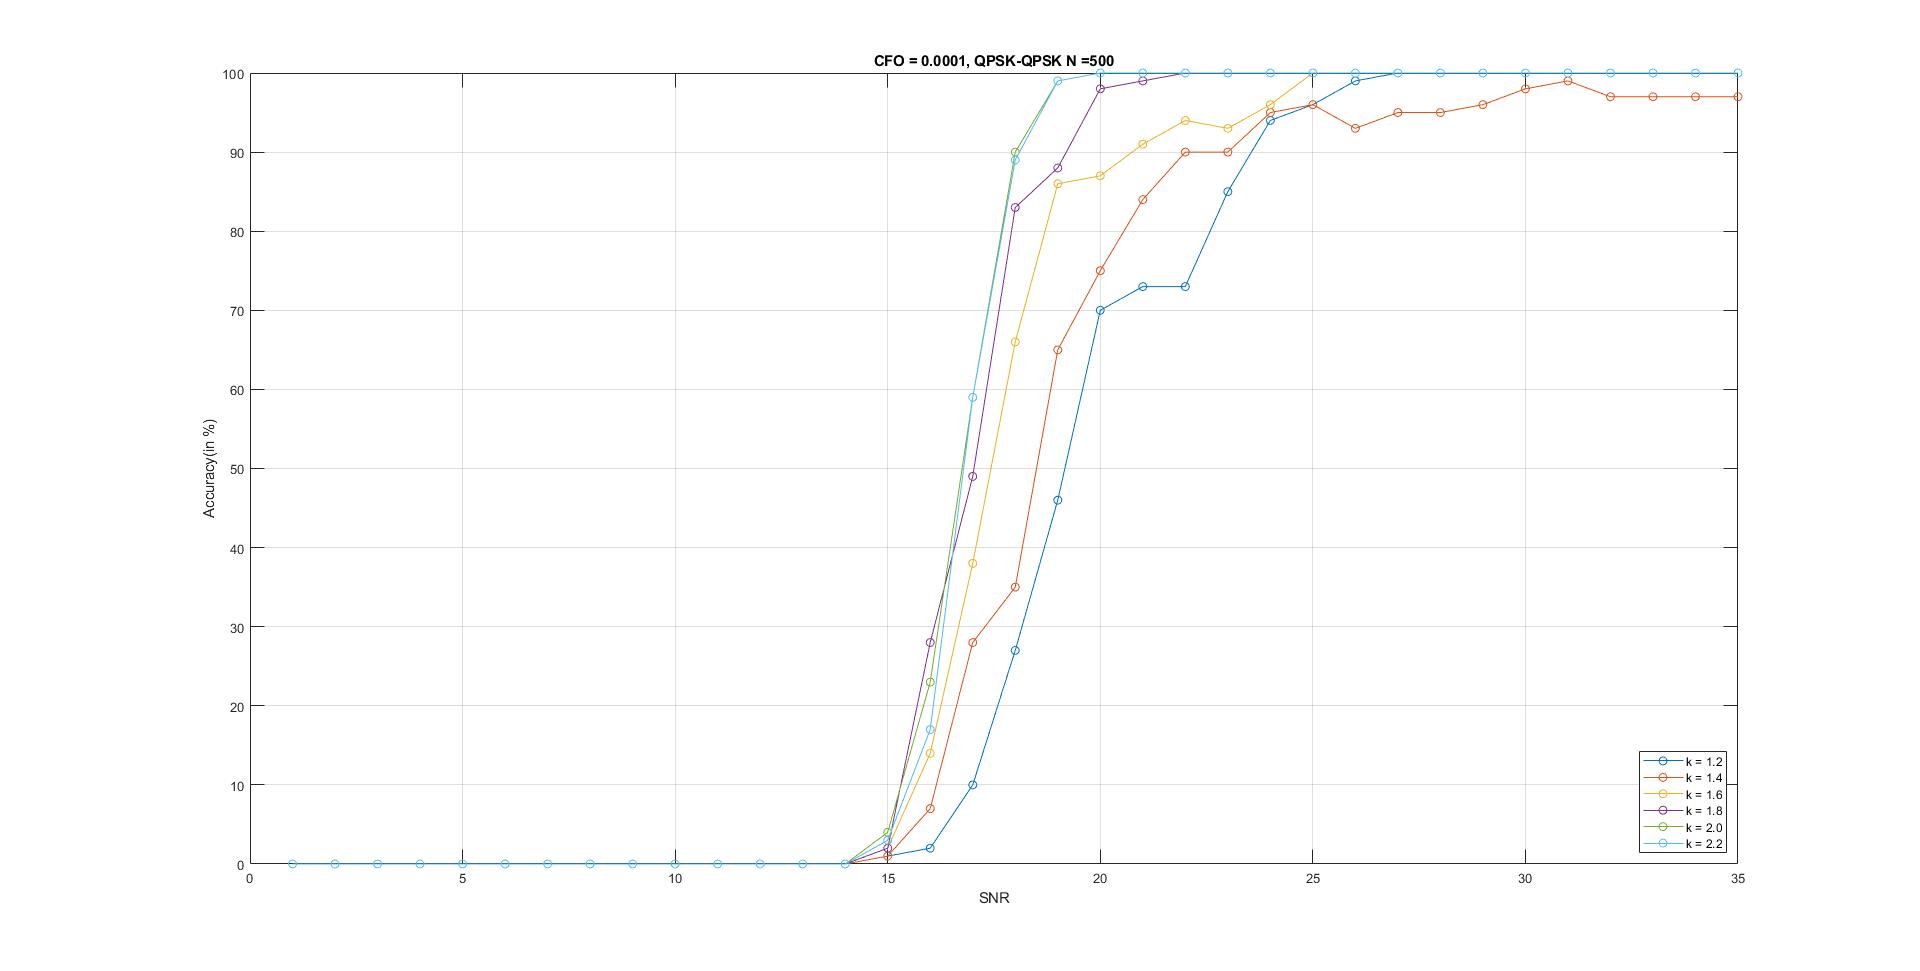 CFO = 0.0001, QPSK-QPSK N =500
100
90
80
70
60
50
40
30
20
10
0
Accuracy(in %)
0 5 10 15 20 25 30 35
SNR
k = 1.2
k = 1.4
k = 1.6
k = 1.8
k = 2.0
k = 2.2